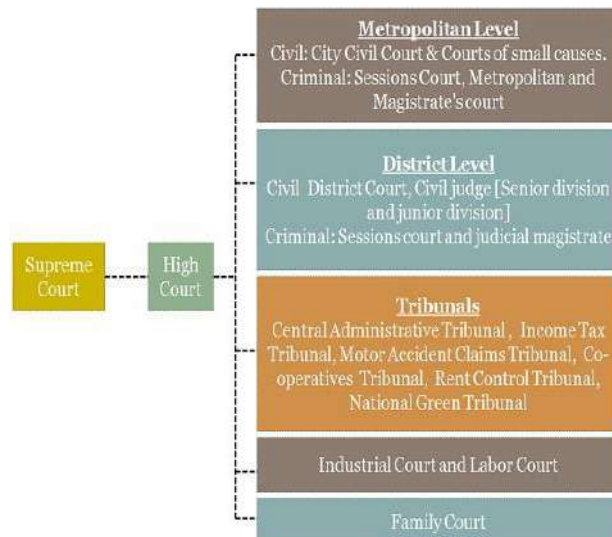 Supreme
Court
High
Court
Metropolitan Level
Civil: City Civil Court & Courts of small causes.
Criminal: Sessions Court, Metropolitan and
Magistrate's court
District Level
Civil District Court, Civil judge [Senior division
and junior division]
Criminal: Sessions court and judicial magistrate
Tribunals
Central Administrative Tribunal , Income Tax
Tribunal, Motor Accident Claims Tribunal, Co-
operatives Tribunal, Rent Control Tribunal,
National Green Tribunal
Industrial Court and Labor Court
Family Court